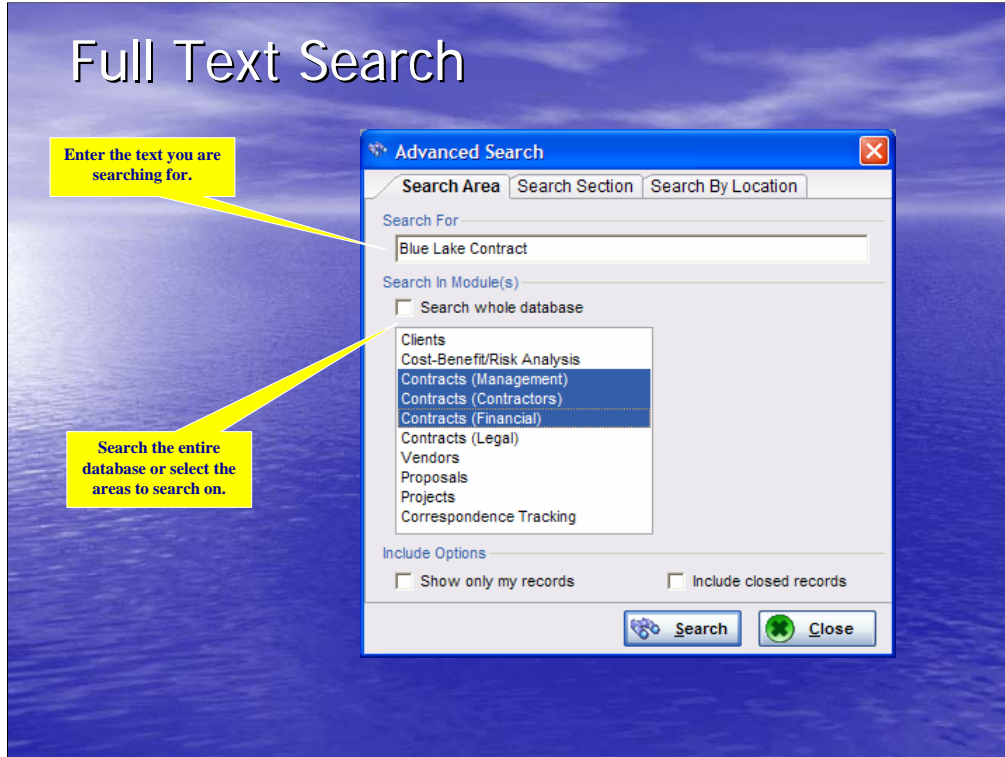 Full Text Search
Enter the text you are
searching for.
Advanced Search
Search Area Search Section Search By Location
Search For
Blue Lake Contract
Search In Module(s)
Search whole database
Clients
Cost-Benefit/Risk Analysis
Contracts (Management)
Contracts (Contractors)
Contracts (Financial)
Contracts (Legal)
Vendors
Proposals
Projects
Correspondence Tracking
Search the entire
database or select the
areas to search on.
Include Options
Show only my records Include closed records
Search Close